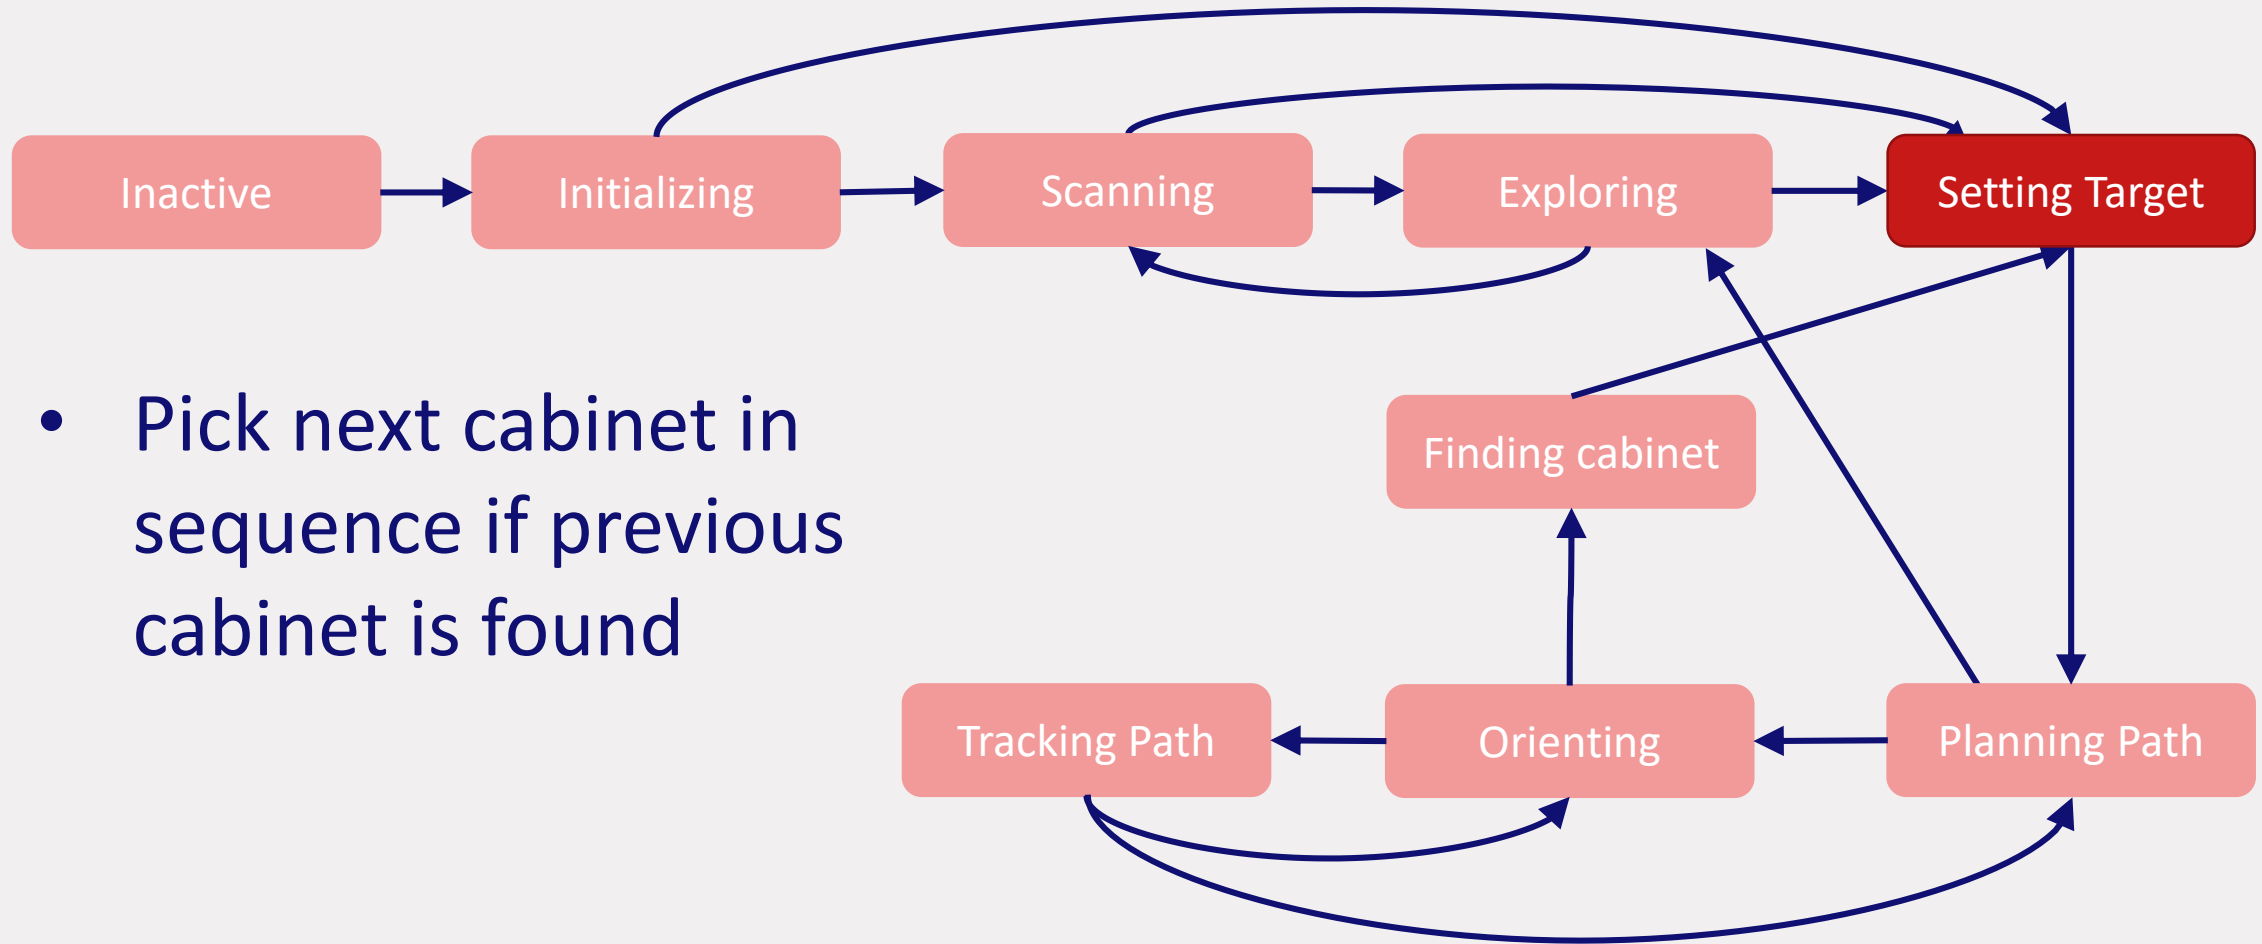 Inactive
Initializing
Scanning
Exploring
Setting Target
• Pick next cabinet in
sequence if previous
cabinet is found
Finding cabinet
Tracking Path
Orienting
Planning Path